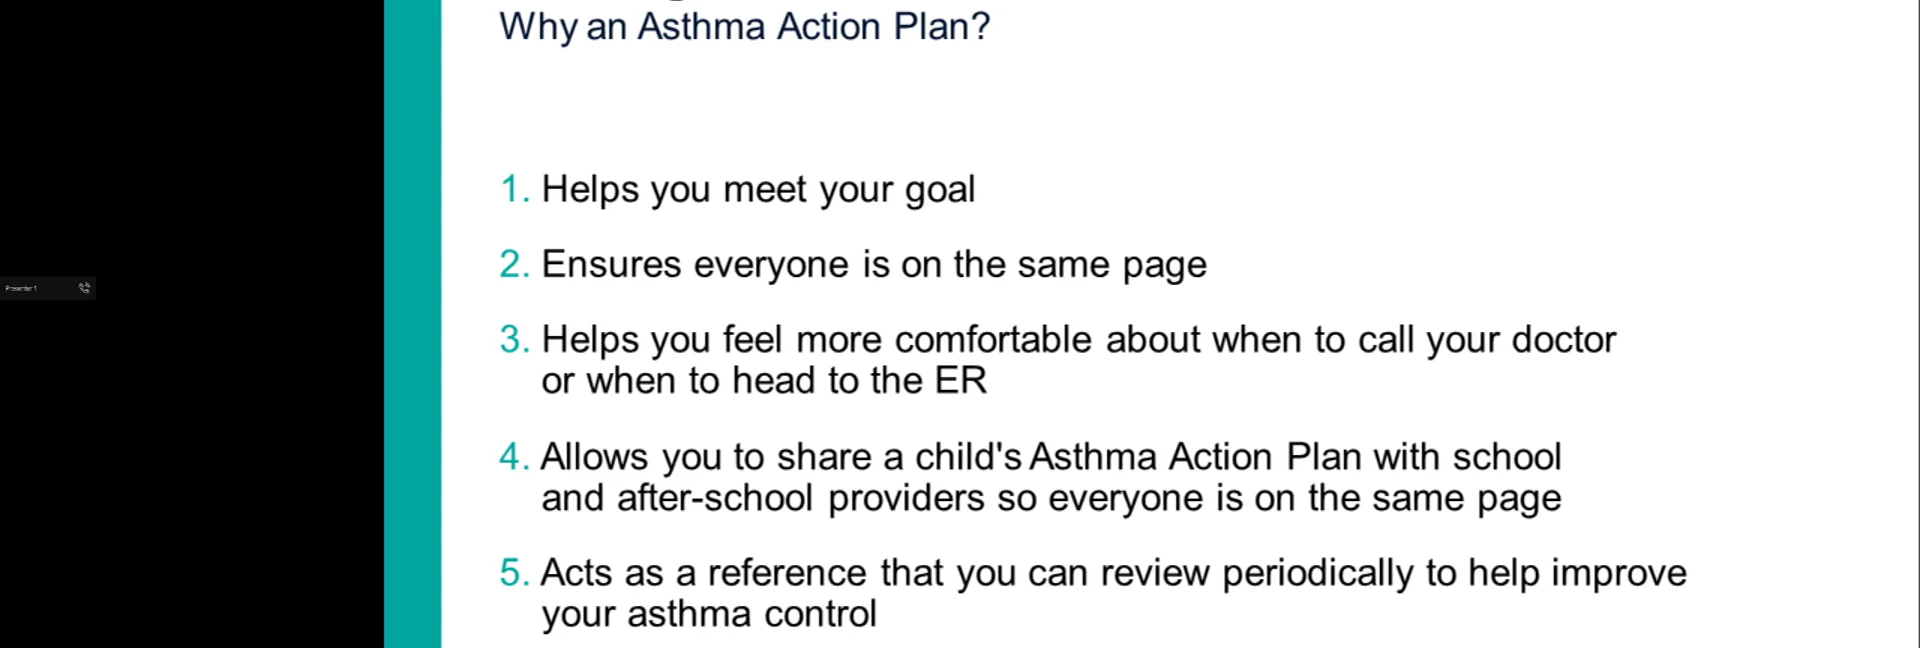 Why an Asthma Action Plan?
1. Helps you meet your goal
2. Ensures everyone is on the same page
3. Helps you feel more comfortable about when to call your doctor
or when to head to the ER
4. Allows you to share a child's Asthma Action Plan with school
and after-school providers so everyone is on the same page
5. Acts as a reference that you can review periodically to help improve
your asthma control
Presenter 1